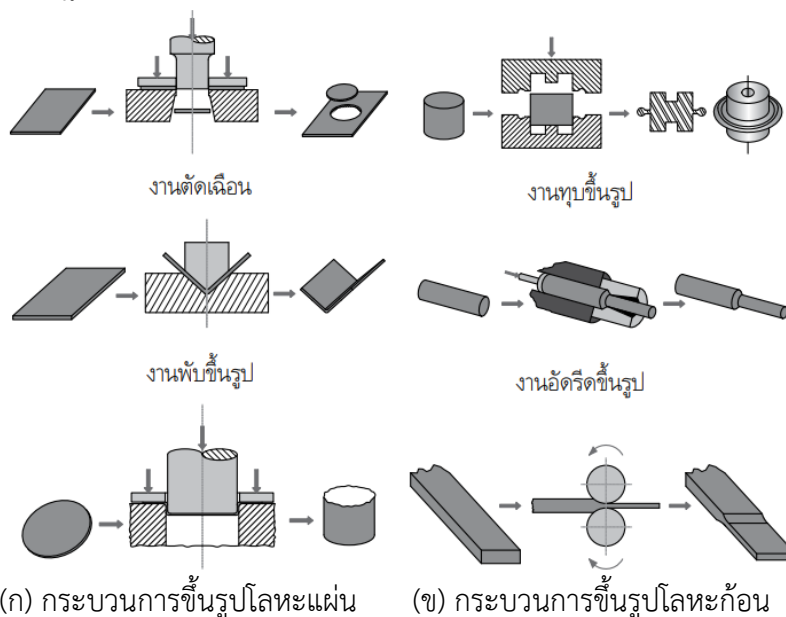 งานตัดเฉือน
งานทุบขึ้นรูป
งานพับขึ้นรูป
งานอัดรีดขึ้นรูป
(ก) กระบวนการขึ้นรูปโลหะแผ่น
(ข) กระบวนการขึ้นรูปโลหะก้อน